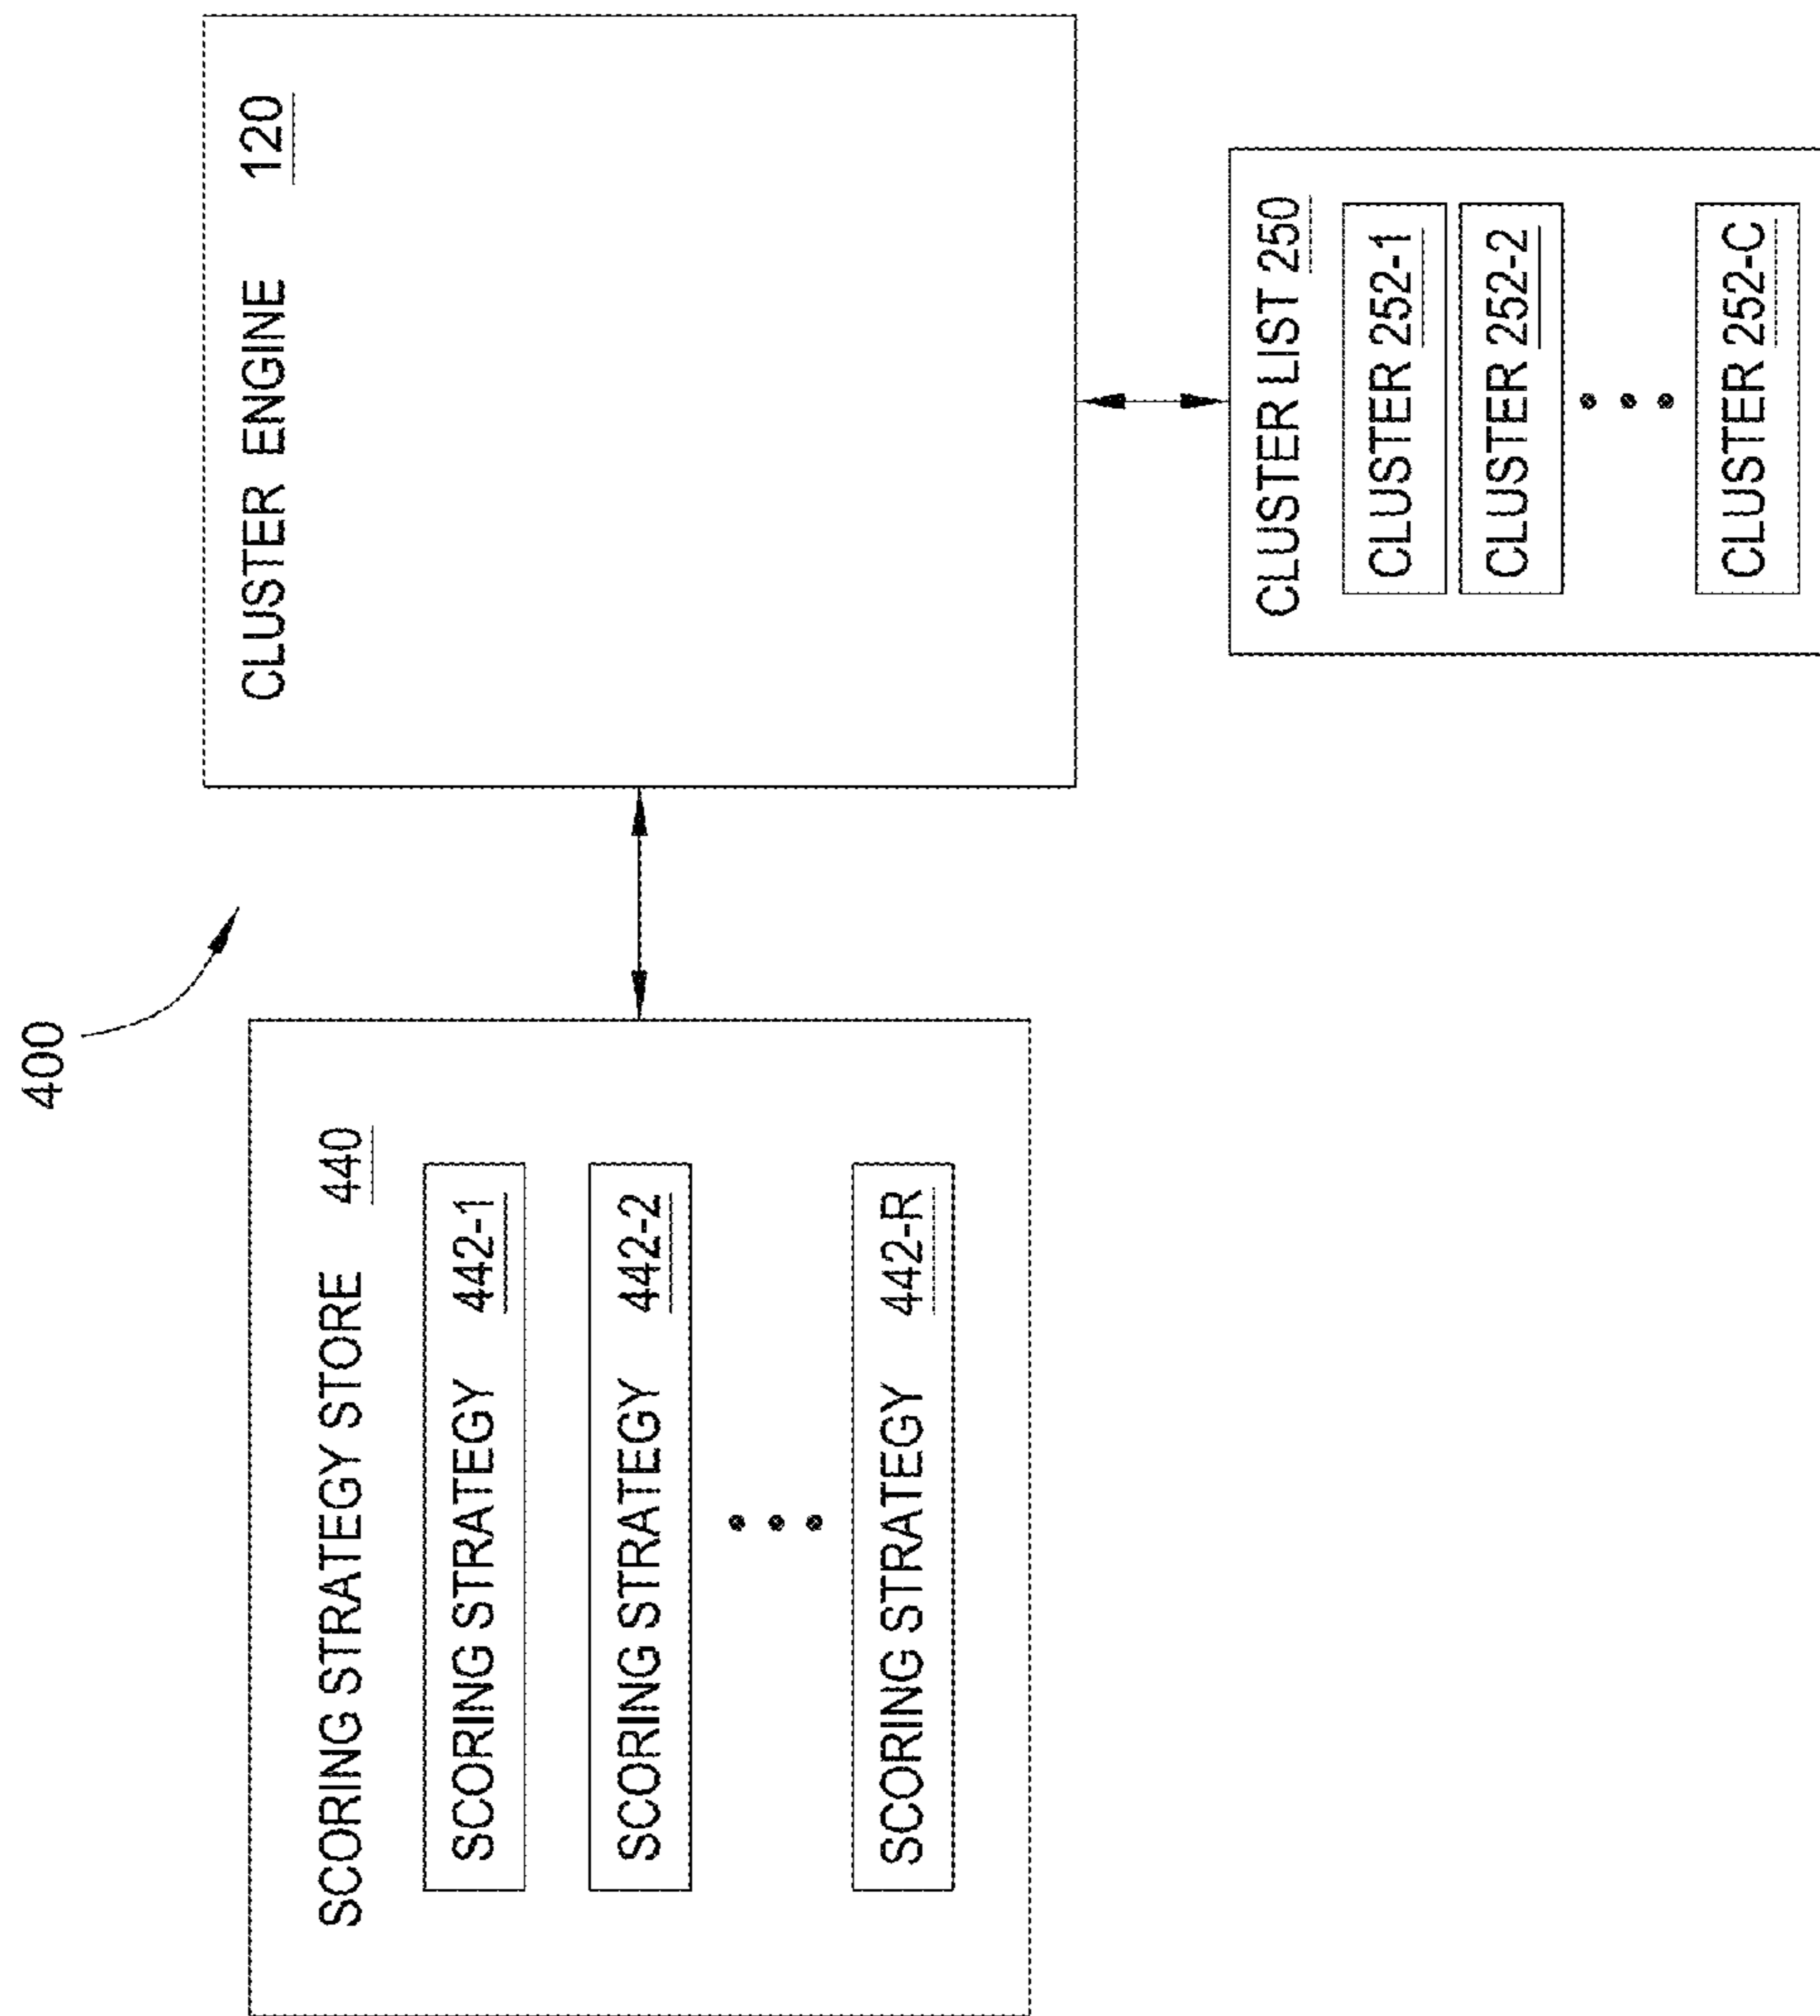 400
SCORING STRATEGY STORE 440
SCORING STRATEGY 442-1
SCORING STRATEGY 442-2
SCORING STRATEGY 442-R
CLUSTER ENGINE 120
CLUSTER LIST 250
CLUSTER 252-1
CLUSTER 252-2
CLUSTER 252-C